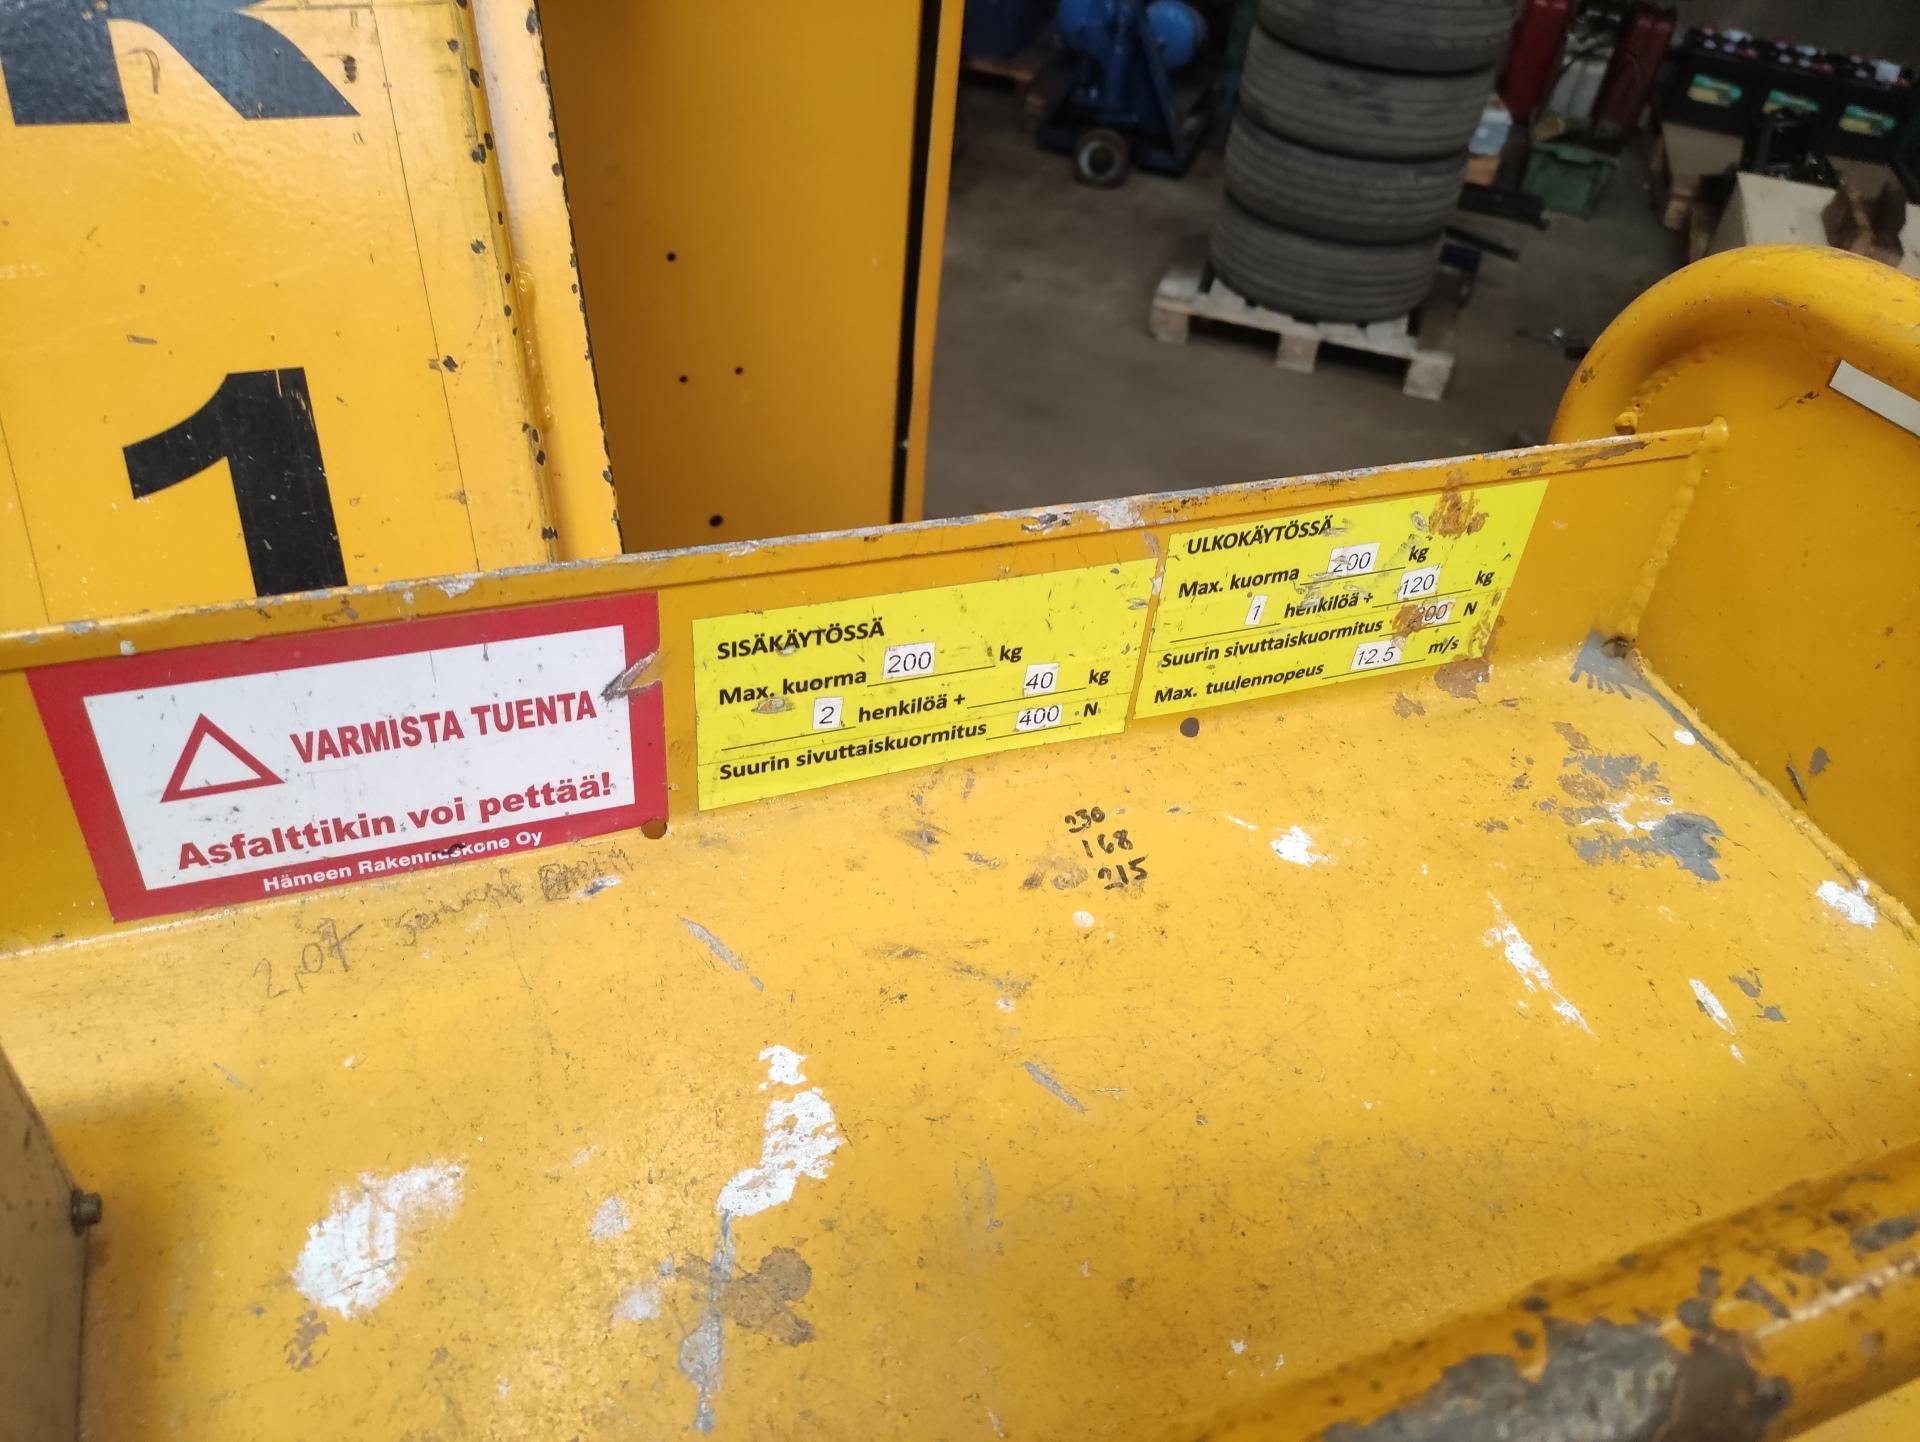 1
VARMISTA TUENTA
Asfalttikin voi pettää!
Hämeen Rakennuskone Oy
SISÄKÄYTÖSSÄ
Max. kuorma 200 kg
2 henkilöä + 40 kg
Suurin sivuttaiskuormitus 400 N
ULKOKÄYTÖSSÄ
Max. kuorma 200 kg
1 henkilöä + 120 kg
Suurin sivuttaiskuormitus 200 N
Max. tuulennopeus 12.5 m/s
230
168
215
2,07